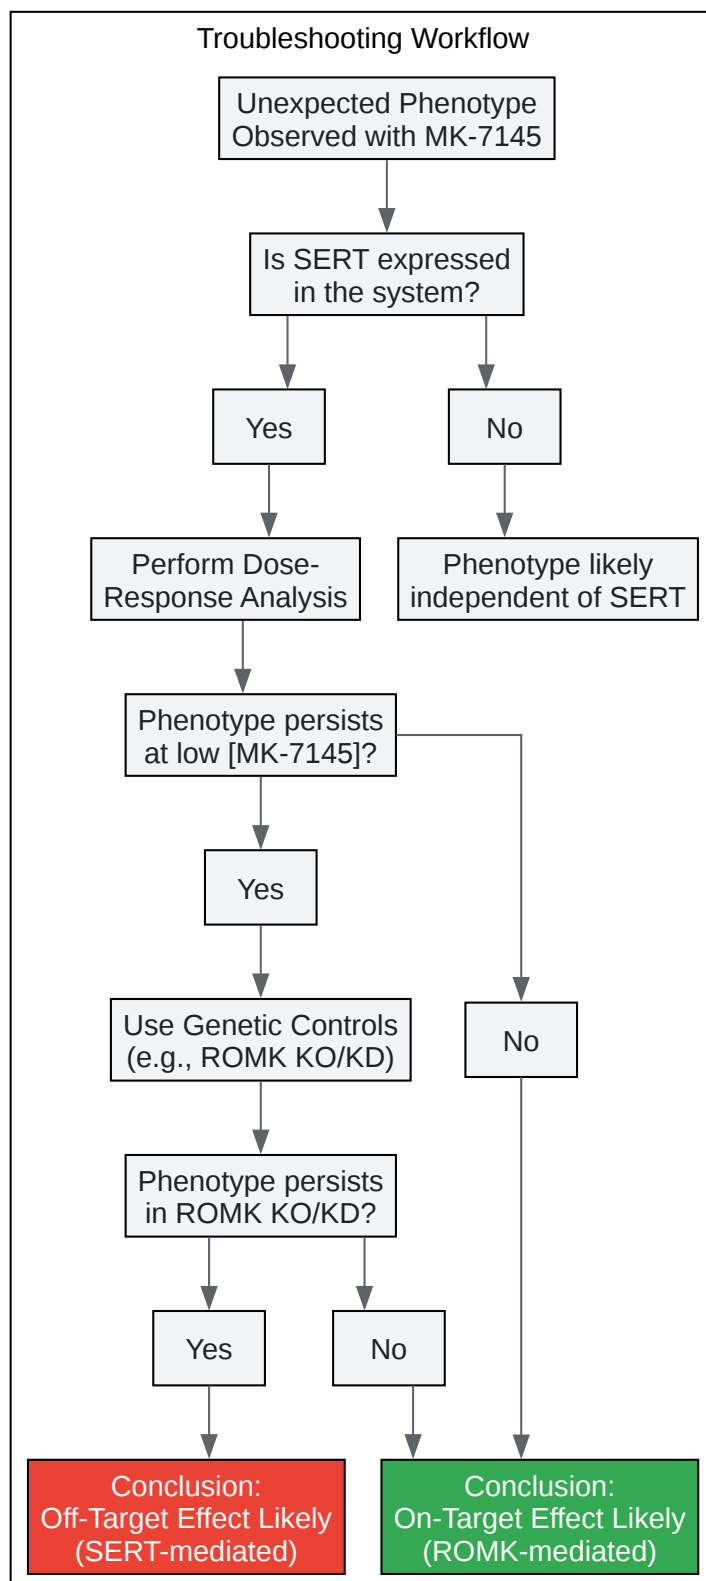 Troubleshooting Workflow
Unexpected Phenotype
Observed with MK-7145
Is SERT expressed
in the system?
Yes
No
Perform Dose-
Response Analysis
Phenotype likely
independent of SERT
Phenotype persists
at low [MK-7145]?
Yes
Use Genetic Controls
(e.g., ROMK KO/KD)
No
Phenotype persists
in ROMK KO/KD?
Yes
No
Conclusion:
Off-Target Effect Likely
(SERT-mediated)
Conclusion:
On-Target Effect Likely
(ROMK-mediated)